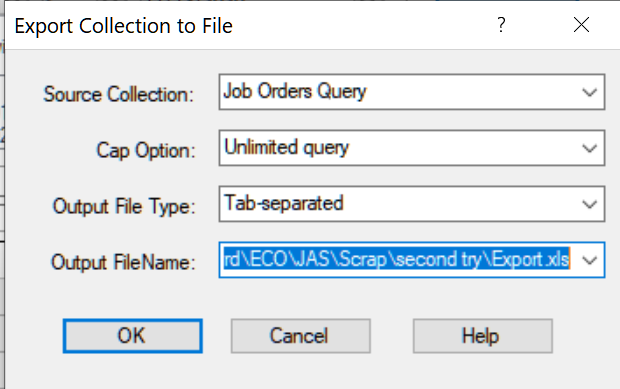 Export Collection to File ?
Source Collection: Job Orders Query
Cap Option: Unlimited query
Output File Type: Tab-separated
Output FileName: rd\ECO\JAS\Scrap\second try\Export.xls
OK Cancel Help